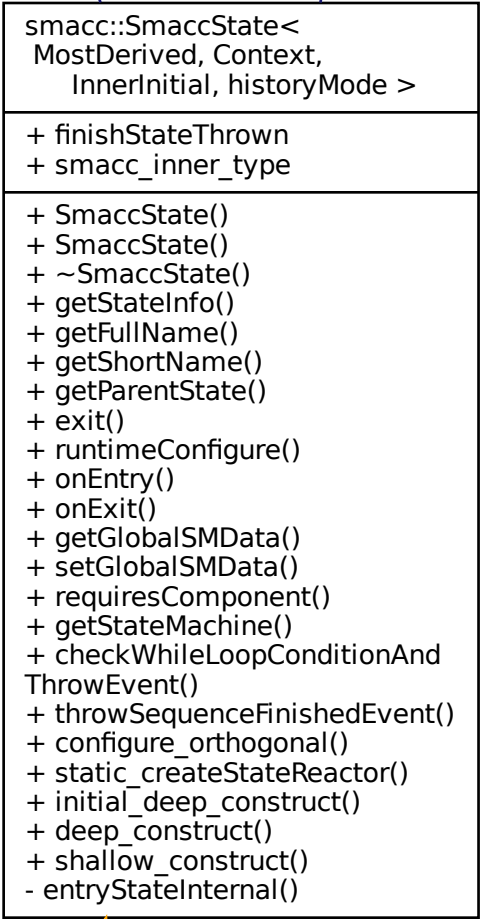 smacc::SmaccState<
MostDerived, Context,
InnerInitial, historyMode >
+ finishStateThrown
+ smacc_inner_type
+ SmaccState()
+ SmaccState()
+ ~SmaccState()
+ getStateInfo()
+ getFullName()
+ getShortName()
+ getParentState()
+ exit()
+ runtimeConfigure()
+ onEntry()
+ onExit()
+ getGlobalSMData()
+ setGlobalSMData()
+ requiresComponent()
+ getStateMachine()
+ checkWhileLoopConditionAnd
ThrowEvent()
+ throwSequenceFinishedEvent()
+ configure_orthogonal()
+ static_createStateReactor()
+ initial_deep_construct()
+ deep_construct()
+ shallow_construct()
- entryStateInternal()